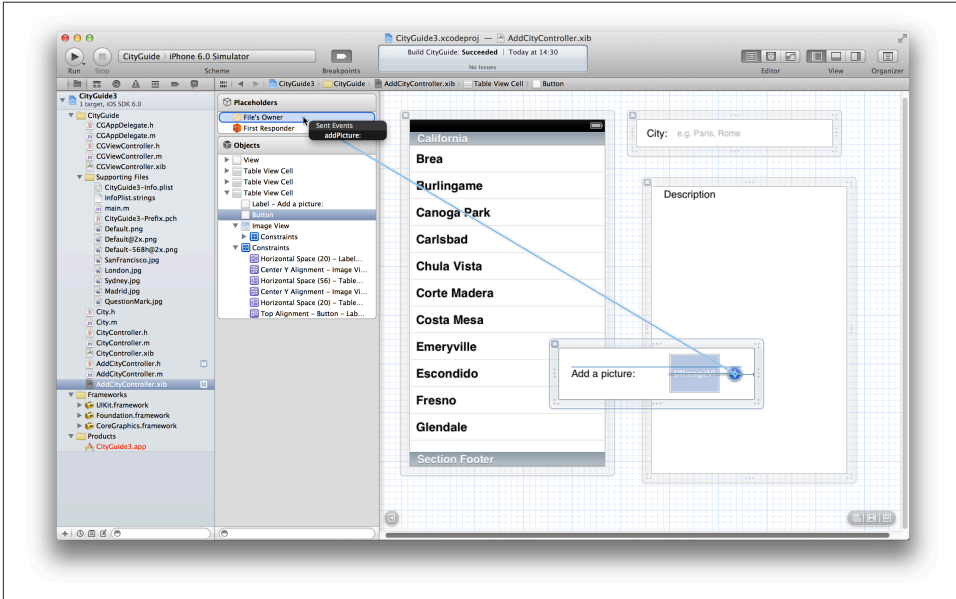 CityGuide3.xcodeproj — AddCityController.xib
CityGuide › iPhone 6.0 Simulator
Build CityGuide: Succeeded | Today at 14:30
No Issues
Run Stop Scheme Breakpoints Editor View Organizer
CityGuide3 › CityGuide › AddCityController.xib › Table View Cell › Button
CityGuide3
1 target, iOS SDK 6.0
CityGuide
CGAppDelegate.h
CGAppDelegate.m
CGViewController.h
CGViewController.m
CGViewController.xib
Supporting Files
CityGuide3-Info.plist
InfoPlist.strings
main.m
CityGuide3-Prefix.pch
Default.png
Default@2x.png
Default-568h@2x.png
SanFrancisco.jpg
London.jpg
Sydney.jpg
Madrid.jpg
QuestionMark.jpg
City.h
City.m
CityController.h
CityController.m
CityController.xib
AddCityController.h M
AddCityController.m
AddCityController.xib M
Frameworks
UIKit.framework
Foundation.framework
CoreGraphics.framework
Products
CityGuide3.app
Placeholders
File's Owner
First Responder
Sent Events
addPicture:
Objects
View
Table View Cell
Table View Cell
Table View Cell
Label - Add a picture:
Button
Image View
Constraints
Constraints
Horizontal Space (20) - Label...
Center Y Alignment - Image Vi...
Horizontal Space (56) - Table...
Center Y Alignment - Image Vi...
Horizontal Space (20) - Table...
Top Alignment - Button - Lab...
California
Brea
Burlingame
Canoga Park
Carlsbad
Chula Vista
Corte Madera
Costa Mesa
Emeryville
Escondido
Fresno
Glendale
Section Footer
City: e.g. Paris, Rome
Description
Add a picture: